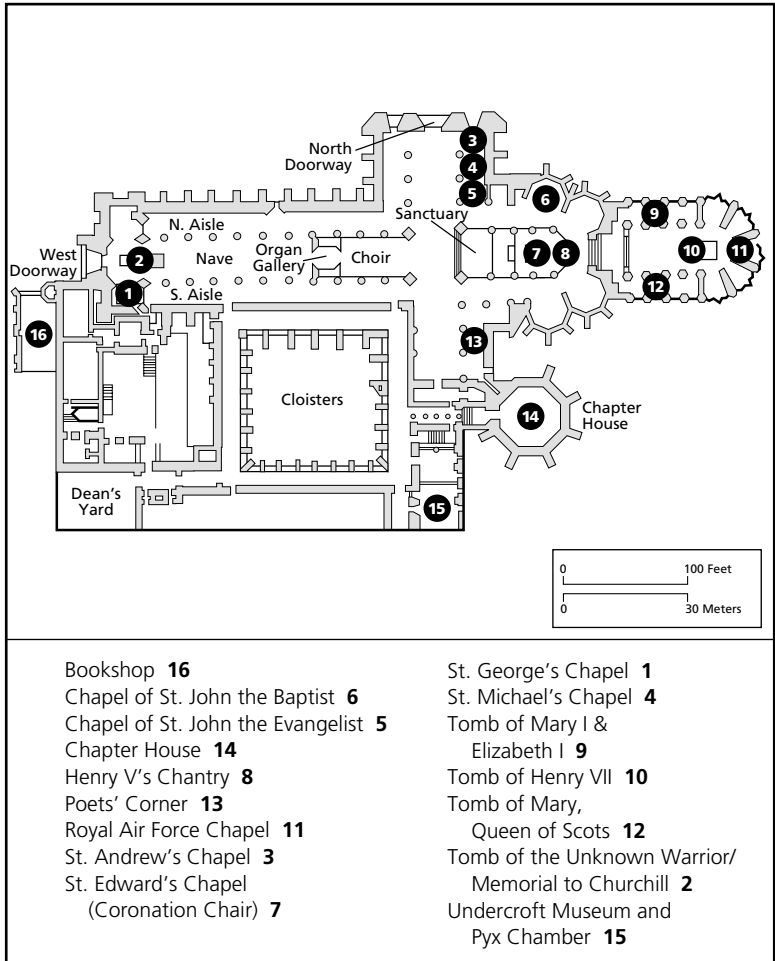 North
Doorway
3
4
5
6
Sanctuary
9
N. Aisle
West
Doorway
2
Nave
Organ
Gallery
Choir
7
8
10
11
1
S. Aisle
12
16
13
Cloisters
14
Chapter
House
Dean's
Yard
15
0
100 Feet
0
30 Meters
Bookshop 16
Chapel of St. John the Baptist 6
Chapel of St. John the Evangelist 5
Chapter House 14
Henry V's Chantry 8
Poets' Corner 13
Royal Air Force Chapel 11
St. Andrew's Chapel 3
St. Edward's Chapel
(Coronation Chair) 7
St. George's Chapel 1
St. Michael's Chapel 4
Tomb of Mary I &
Elizabeth I 9
Tomb of Henry VII 10
Tomb of Mary,
Queen of Scots 12
Tomb of the Unknown Warrior/
Memorial to Churchill 2
Undercroft Museum and
Pyx Chamber 15